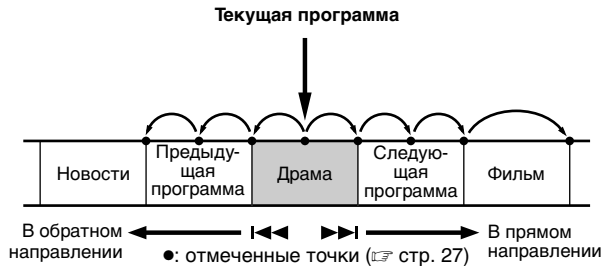 Текущая программа
Новости
Предыду-
щая
программа
Драма
Следую-
щая
программа
Фильм
В обратном
направлении
В прямом
направлении
●: отмеченные точки (☞ стр. 27)